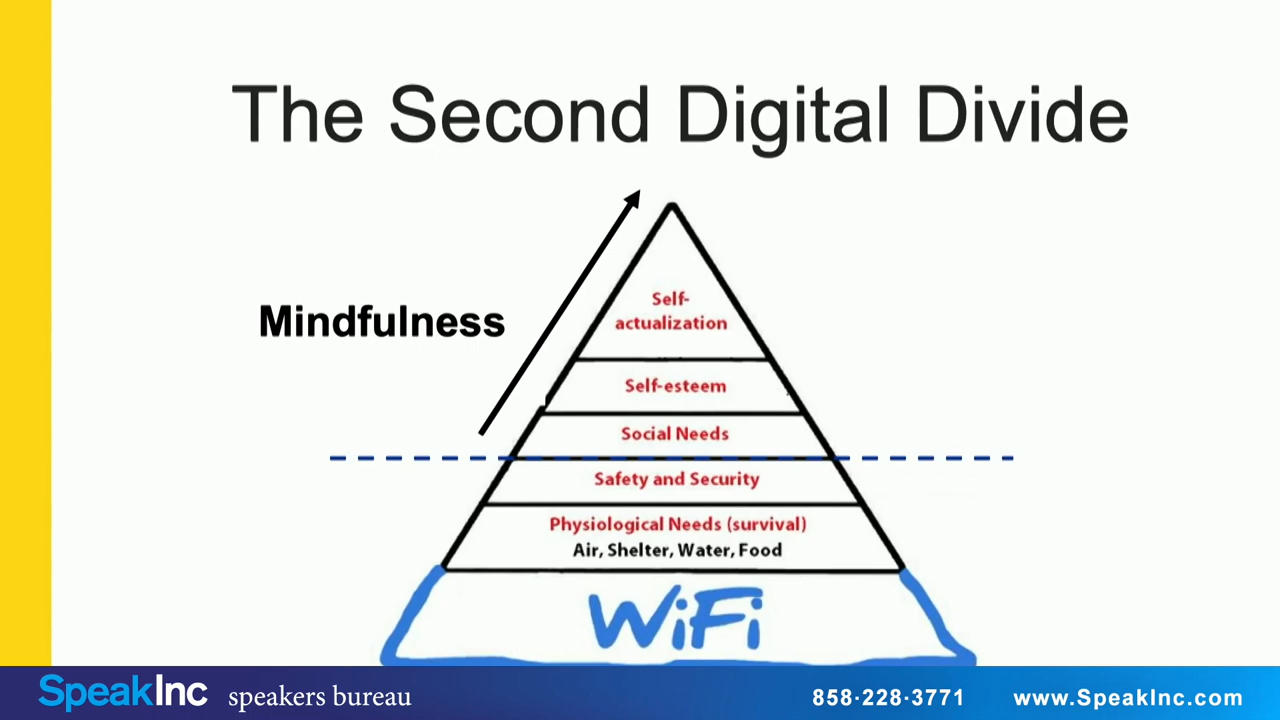 The Second Digital Divide
Mindfulness
Self-
actualization
Self-esteem
Social Needs
Safety and Security
Physiological Needs (survival)
Air, Shelter, Water, Food
WiFi
SpeakInc speakers bureau
858·228·3771
www.SpeakInc.com